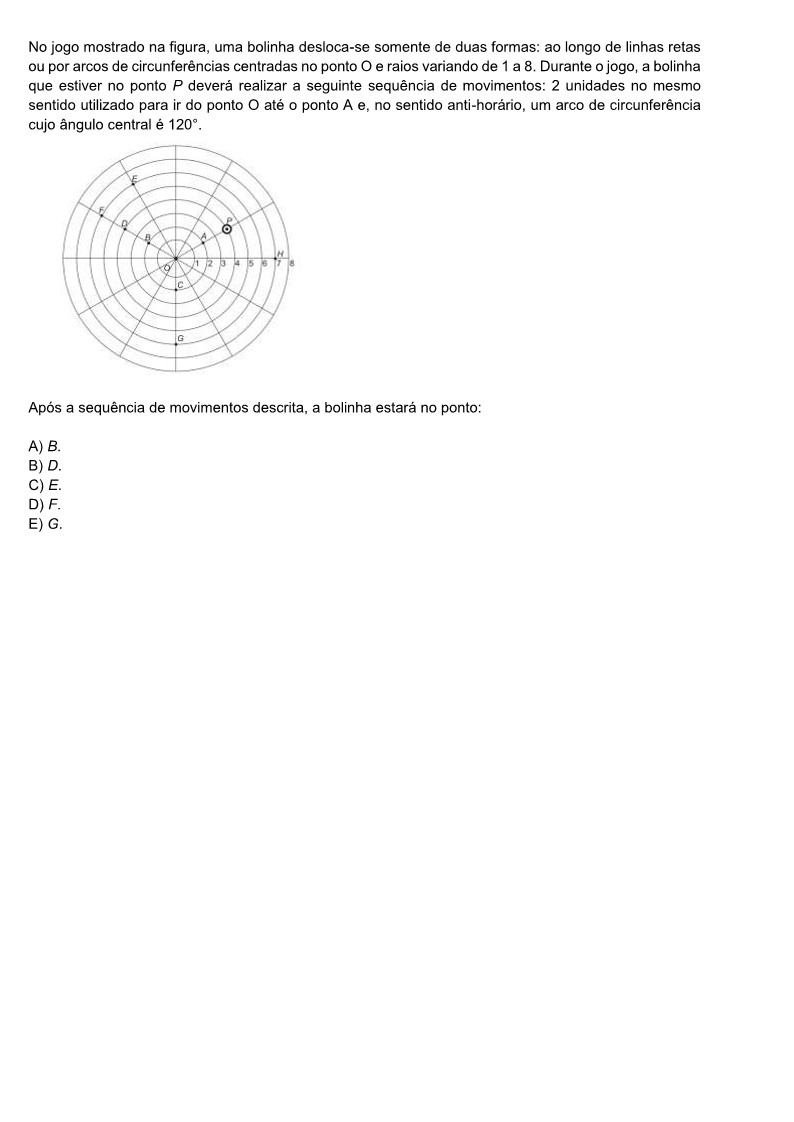 No jogo mostrado na figura, uma bolinha desloca-se somente de duas formas: ao longo de linhas retas
ou por arcos de circunferências centradas no ponto O e raios variando de 1 a 8. Durante o jogo, a bolinha
que estiver no ponto P deverá realizar a seguinte sequência de movimentos: 2 unidades no mesmo
sentido utilizado para ir do ponto O até o ponto A e, no sentido anti-horário, um arco de circunferência
cujo ângulo central é 120°.
E
F
P
D
B
A
H
O
1 2 3 4 5 6 7 8
C
G
Após a sequência de movimentos descrita, a bolinha estará no ponto:
A) B.
B) D.
C) E.
D) F.
E) G.